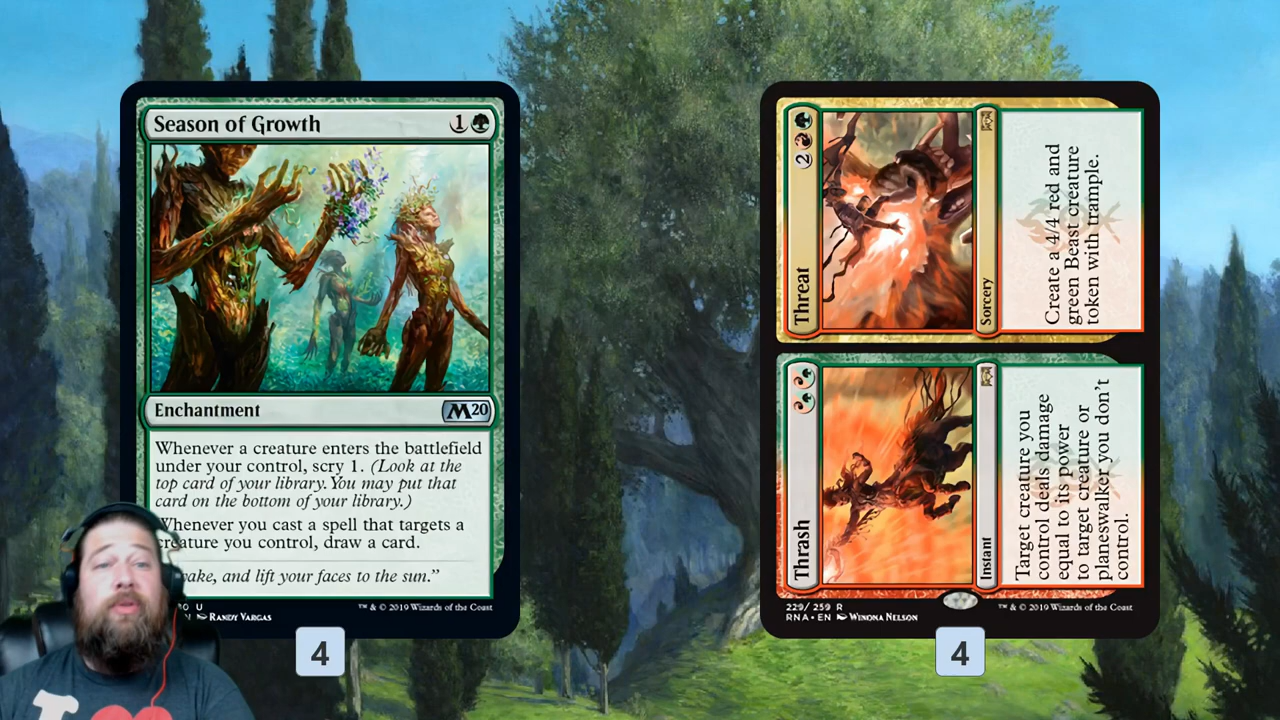 Season of Growth
1
Enchantment
M20
Whenever a creature enters the battlefield
under your control, scry 1. (Look at the
top card of your library. You may put that
card on the bottom of your library.)
Whenever you cast a spell that targets a
creature you control, draw a card.
and lift your faces to the sun.”
U
RANDY VARGAS
™ & © 2019 Wizards of the Coast
4
Threat
2
Sorcery
Create a 4/4 red and
green Beast creature
token with trample.
Thrash
Instant
Target creature you
control deals damage
equal to its power
to target creature or
planeswalker you don’t
control.
229/259 R
RNA • EN WINONA NELSON
™ & © 2019 Wizards of the Coast
4
I